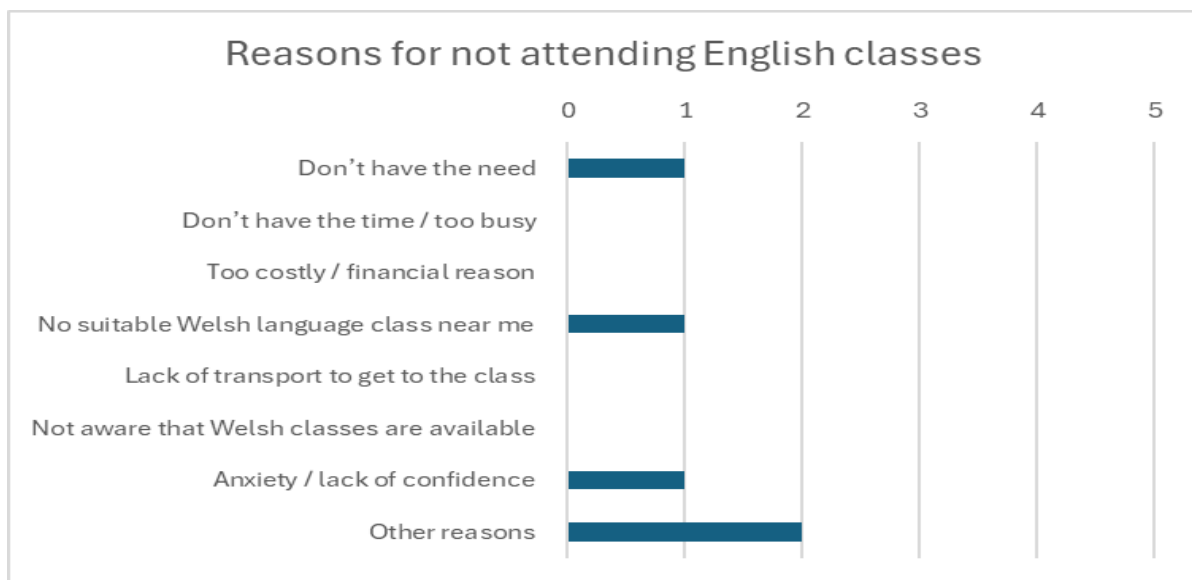 Reasons for not attending English classes
0 1 2 3 4 5
Don’t have the need
Don’t have the time / too busy
Too costly / financial reason
No suitable Welsh language class near me
Lack of transport to get to the class
Not aware that Welsh classes are available
Anxiety / lack of confidence
Other reasons